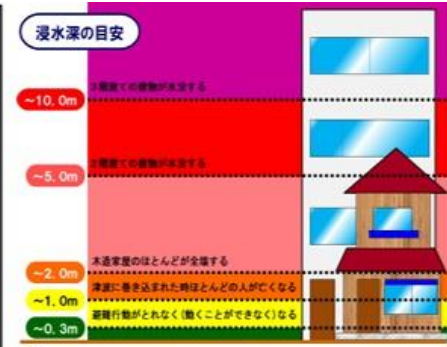 浸水深の目安
3階建ての建物が水没する
~10.0m
2階建ての建物が水没する
~5.0m
木造家屋のほとんどが全壊する
~2.0m
津波に巻き込まれた時ほとんどの人が亡くなる
~1.0m
避難行動がとれなく(動くことができなく)なる
~0.3m